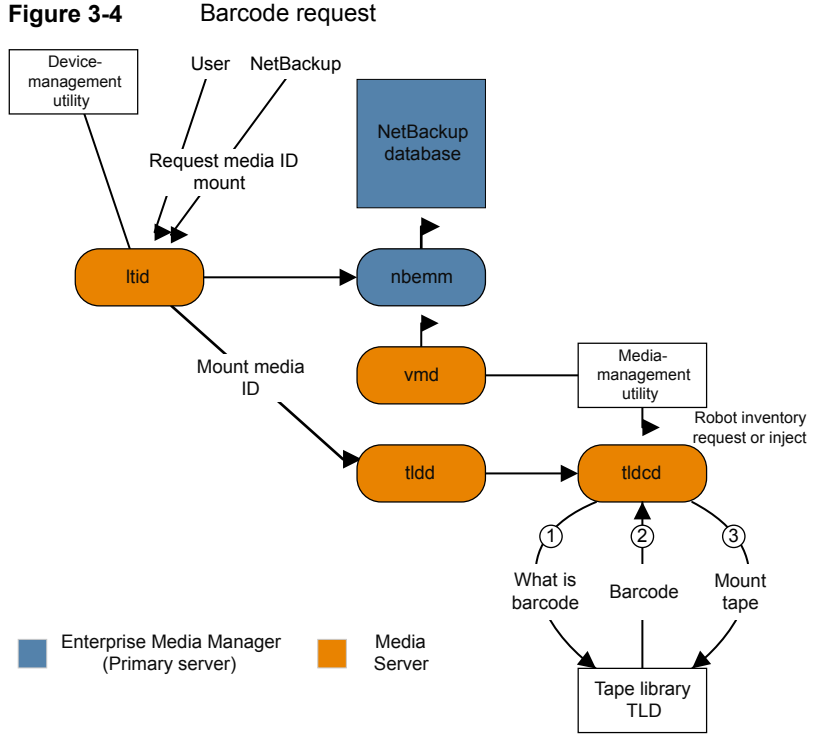 Figure 3-4 Barcode request
Device-
management
utility
User NetBackup
NetBackup
database
Request media ID
mount
ltid
nbemm
Mount media
ID
vmd
Media-
management
utility
Robot inventory
request or inject
tldd
tldcd
1
2
3
What is
barcode
Barcode
Mount
tape
Enterprise Media Manager
(Primary server)
Media
Server
Tape library
TLD